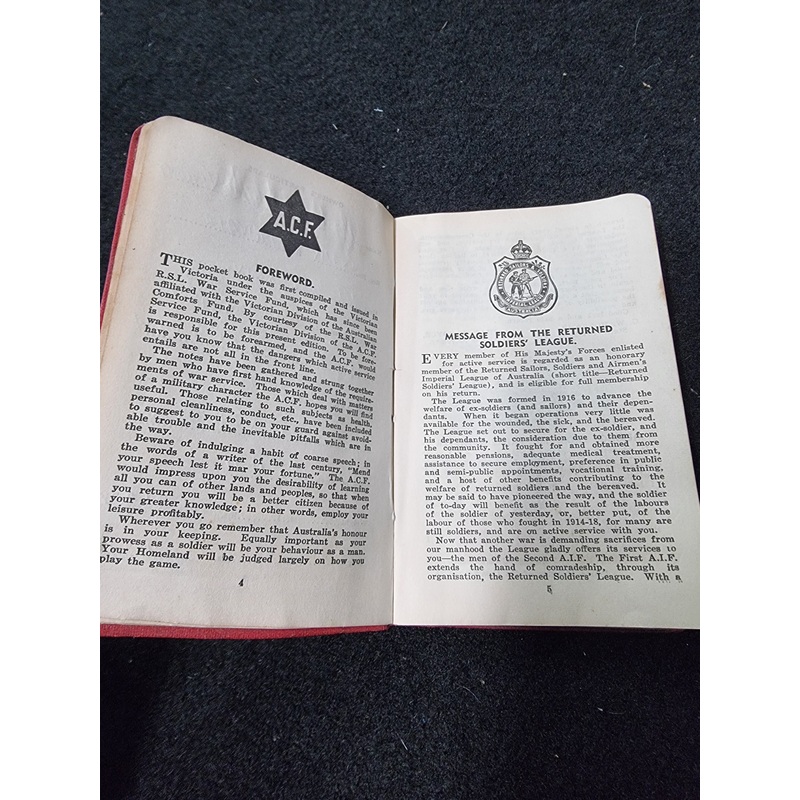 A.C.F.
FOREWORD.
THIS pocket book was first compiled and issued in
Victoria under the auspices of the Victorian
R.S.L. War Service Fund, which has since been
affiliated with the Victorian Division of the Australian
Comforts Fund. By courtesy of the R.S.L. War
Service Fund, the Victorian Division of the A.C.F.
is responsible for this present edition. To be fore-
warned is to be forearmed, and the A.C.F. would
have you know that the dangers which active service
entails are not all in the front line.
The notes have been gathered and strung together
by men who have first hand knowledge of the require-
ments of war service. Those which deal with matters
of a military character the A.C.F. hopes you will find
useful. Those relating to such subjects as health,
personal cleanliness, conduct, etc., have been included
to suggest to you to be on your guard against avoid-
able trouble and the inevitable pitfalls which are in
the way.
Beware of indulging a habit of coarse speech; in
the words of a writer of the last century, "Mend
your speech lest it mar your fortune." The A.C.F.
would impress upon you the desirability of learning
all you can of other lands and peoples, so that when
you return you will be a better citizen because of
your greater knowledge; in other words, employ your
leisure profitably.
Wherever you go remember that Australia's honour
is in your keeping. Equally important as your
prowess as a soldier will be your behaviour as a man.
Your Homeland will be judged largely on how you
play the game.
4
AUSTRALIA
MESSAGE FROM THE RETURNED
SOLDIERS' LEAGUE.
EVERY member of His Majesty's Forces enlisted
for active service is regarded as an honorary
member of the Returned Sailors, Soldiers and Airmen's
Imperial League of Australia (short title—Returned
Soldiers' League), and is eligible for full membership
on his return.
The League was formed in 1916 to advance the
welfare of ex-soldiers (and sailors) and their depen-
dants. When it began operations very little was
available for the wounded, the sick, and the bereaved.
The League set out to secure for the ex-soldier, and
his dependants, the consideration due to them from
the community. It fought for and obtained more
reasonable pensions, adequate medical treatment,
assistance to secure employment, preference in public
and semi-public appointments, vocational training,
and a host of other benefits contributing to the
welfare of returned soldiers and the bereaved. It
may be said to have pioneered the way, and the soldier
of to-day will benefit as the result of the labours
of the soldier of yesterday, or, better put, of the
labour of those who fought in 1914-18, for many are
still soldiers, and are on active service with you.
Now that another war is demanding sacrifices from
our manhood the League gladly offers its services to
you—the men of the Second A.I.F. The First A.I.F.
extends the hand of comradeship, through its
organisation, the Returned Soldiers' League. With a
5